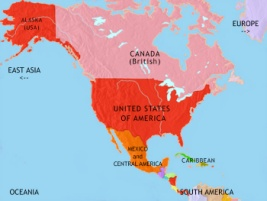 ALASKA
(USA)
EUROPE
-->
CANADA
(British)
EAST ASIA
<--
UNITED STATES
OF AMERICA
MEXICO
and
CENTRAL AMERICA
CARIBBEAN
OCEANIA
SOUTH AMERICA